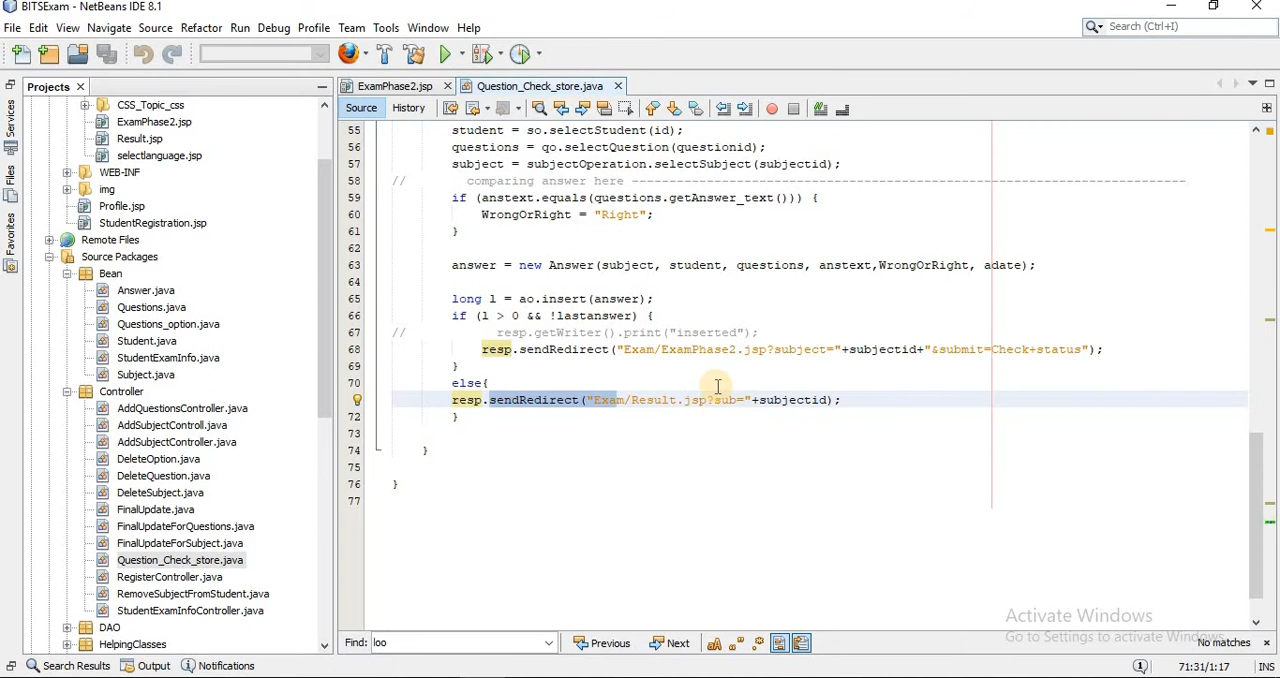 BITSExam - NetBeans IDE 8.1
File Edit View Navigate Source Refactor Run Debug Profile Team Tools Window Help
Search (Ctrl+I)
Projects
ExamPhase2.jsp
Question_Check_store.java
Source
History
Services
Files
Favorites
CSS_Topic_css
ExamPhase2.jsp
Result.jsp
selectlanguage.jsp
WEB-INF
img
Profile.jsp
StudentRegistration.jsp
Remote Files
Source Packages
Bean
Answer.java
Questions.java
Questions_option.java
Student.java
StudentExamInfo.java
Subject.java
Controller
AddQuestionsController.java
AddSubjectControll.java
AddSubjectController.java
DeleteOption.java
DeleteQuestion.java
DeleteSubject.java
FinalUpdate.java
FinalUpdateForQuestions.java
FinalUpdateForSubject.java
Question_Check_store.java
RegisterController.java
RemoveSubjectFromStudent.java
StudentExamInfoController.java
DAO
HelpingClasses
55 student = so.selectStudent(id);
56 questions = qo.selectQuestion(questionid);
57 subject = subjectOperation.selectSubject(subjectid);
58 // comparing answer here --------------------------------------------------------------------------
59 if (anstext.equals(questions.getAnswer_text())) {
60 WrongOrRight = "Right";
61 }
62
63 answer = new Answer(subject, student, questions, anstext,WrongOrRight, adate);
64
65 long l = ao.insert(answer);
66 if (l > 0 && !lastanswer) {
67 // resp.getWriter().print("inserted");
68 resp.sendRedirect("Exam/ExamPhase2.jsp?subject="+subjectid+"&submit=Check+status");
69 }
70 else{
resp.sendRedirect("Exam/Result.jsp?sub="+subjectid);
72 }
73
74 }
75
76 }
77
Activate Windows
Go to Settings to activate Windows.
Find: loo
Previous
Next
No matches
Search Results
Output
Notifications
71:31/1:17
INS